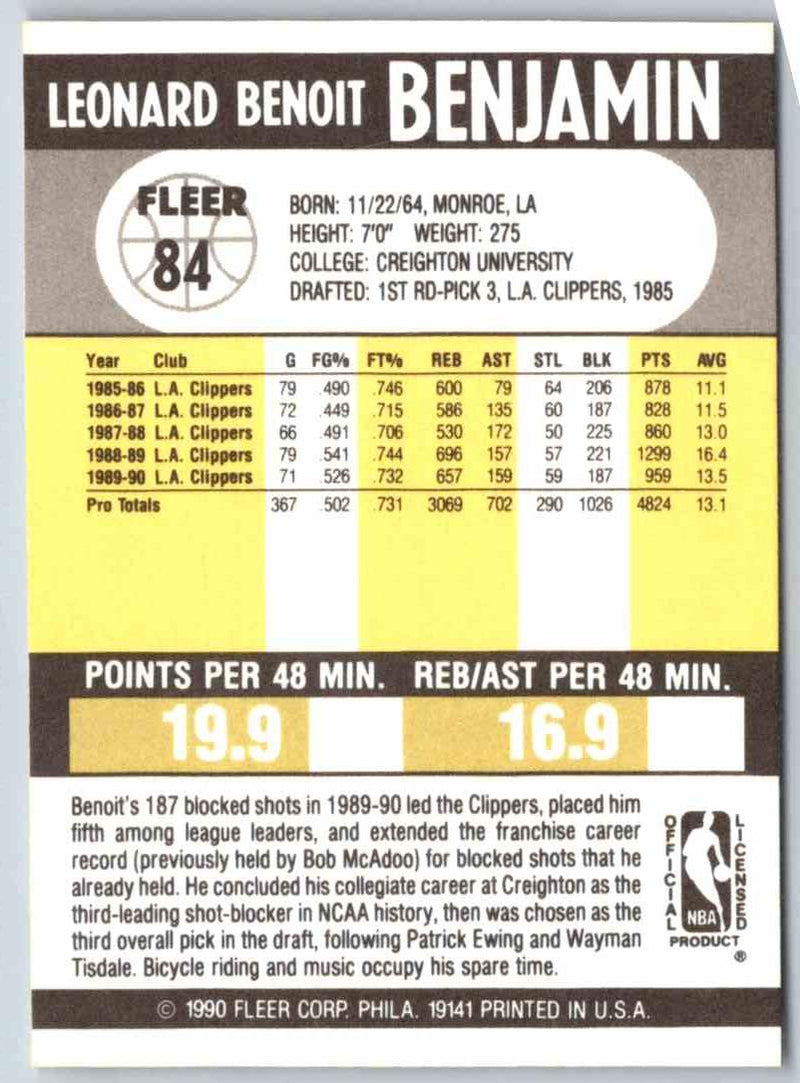 LEONARD BENOIT BENJAMIN
FLEER
84
BORN: 11/22/64, MONROE, LA
HEIGHT: 7'0" WEIGHT: 275
COLLEGE: CREIGHTON UNIVERSITY
DRAFTED: 1ST RD-PICK 3, L.A. CLIPPERS, 1985
Year Club G FG% FT% REB AST STL BLK PTS AVG
1985-86 L.A. Clippers 79 .490 .746 600 79 64 206 878 11.1
1986-87 L.A. Clippers 72 .449 .715 586 135 60 187 828 11.5
1987-88 L.A. Clippers 66 .491 .706 530 172 50 225 860 13.0
1988-89 L.A. Clippers 79 .541 .744 696 157 57 221 1299 16.4
1989-90 L.A. Clippers 71 .526 .732 657 159 59 187 959 13.5
Pro Totals 367 .502 .731 3069 702 290 1026 4824 13.1
POINTS PER 48 MIN. REB/AST PER 48 MIN.
19.9 16.9
Benoit's 187 blocked shots in 1989-90 led the Clippers, placed him
fifth among league leaders, and extended the franchise career
record (previously held by Bob McAdoo) for blocked shots that he
already held. He concluded his collegiate career at Creighton as the
third-leading shot-blocker in NCAA history, then was chosen as the
third overall pick in the draft, following Patrick Ewing and Wayman
Tisdale. Bicycle riding and music occupy his spare time.
OFFICIAL
LICENSED
NBA
PRODUCT
®
© 1990 FLEER CORP. PHILA. 19141 PRINTED IN U.S.A.